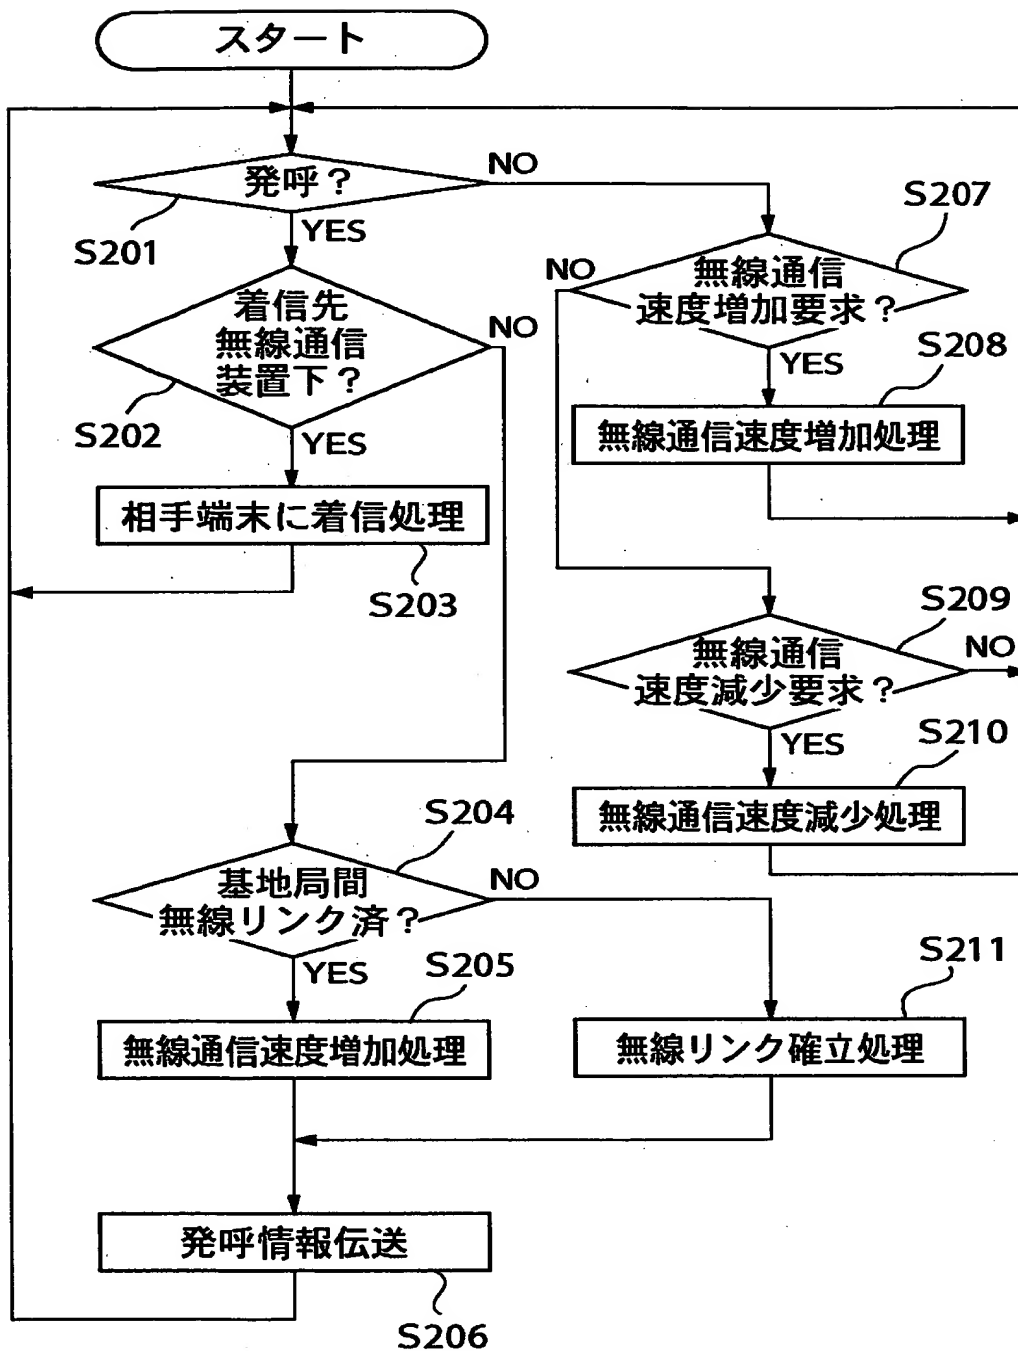 スタート
発呼？
NO
S201
YES
着信先
無線通信
装置下？
NO
S202
YES
相手端末に着信処理
S203
S207
NO
無線通信
速度増加要求？
YES
S208
無線通信速度増加処理
S209
無線通信
速度減少要求？
NO
YES
S210
無線通信速度減少処理
S204
基地局間
無線リンク済？
NO
YES
S205
無線通信速度増加処理
S211
無線リンク確立処理
発呼情報伝送
S206